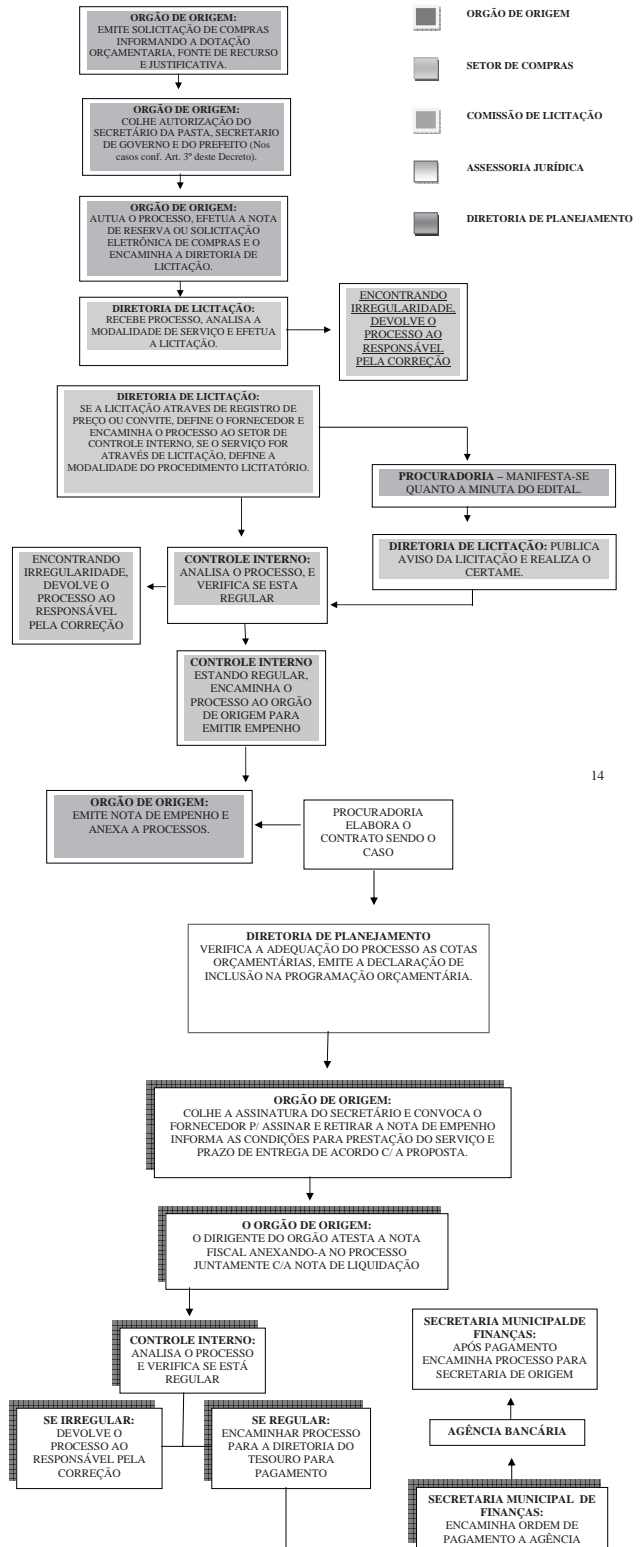 ORGÃO DE ORIGEM:
EMITE SOLICITAÇÃO DE COMPRAS
INFORMANDO A DOTAÇÃO
ORÇAMENTARIA, FONTE DE RECURSO
E JUSTIFICATIVA.
ORGÃO DE ORIGEM:
COLHE AUTORIZAÇÃO DO
SECRETÁRIO DA PASTA, SECRETARIO
DE GOVERNO E DO PREFEITO (Nos
casos conf. Art. 3º deste Decreto).
ORGÃO DE ORIGEM:
AUTUA O PROCESSO, EFETUA A NOTA
DE RESERVA OU SOLICITAÇÃO
ELETRÔNICA DE COMPRAS E O
ENCAMINHA A DIRETORIA DE
LICITAÇÃO.
ORGÃO DE ORIGEM
SETOR DE COMPRAS
COMISSÃO DE LICITAÇÃO
ASSESSORIA JURÍDICA
DIRETORIA DE PLANEJAMENTO
DIRETORIA DE LICITAÇÃO:
RECEBE PROCESSO, ANALISA A
MODALIDADE DE SERVIÇO E EFETUA
A LICITAÇÃO.
ENCONTRANDO
IRREGULARIDADE,
DEVOLVE O
PROCESSO AO
RESPONSÁVEL
PELA CORREÇÃO
DIRETORIA DE LICITAÇÃO:
SE A LICITAÇÃO ATRAVES DE REGISTRO DE
PREÇO OU CONVITE, DEFINE O FORNECEDOR E
ENCAMINHA O PROCESSO AO SETOR DE
CONTROLE INTERNO, SE O SERVIÇO FOR
ATRAVÉS DE LICITAÇÃO, DEFINE A
MODALIDADE DO PROCEDIMENTO LICITATÓRIO.
PROCURADORIA – MANIFESTA-SE
QUANTO A MINUTA DO EDITAL.
DIRETORIA DE LICITAÇÃO: PUBLICA
AVISO DA LICITAÇÃO E REALIZA O
CERTAME.
ENCONTRANDO
IRREGULARIDADE,
DEVOLVE O
PROCESSO AO
RESPONSÁVEL
PELA CORREÇÃO
CONTROLE INTERNO:
ANALISA O PROCESSO, E
VERIFICA SE ESTA
REGULAR
CONTROLE INTERNO
ESTANDO REGULAR,
ENCAMINHA O
PROCESSO AO ORGÃO
DE ORIGEM PARA
EMITIR EMPENHO
14
ORGÃO DE ORIGEM:
EMITE NOTA DE EMPENHO E
ANEXA A PROCESSOS.
PROCURADORIA
ELABORA O
CONTRATO SENDO O
CASO
DIRETORIA DE PLANEJAMENTO
VERIFICA A ADEQUAÇÃO DO PROCESSO AS COTAS
ORÇAMENTÁRIAS, EMITE A DECLARAÇÃO DE
INCLUSÃO NA PROGRAMAÇÃO ORÇAMENTÁRIA.
ORGÃO DE ORIGEM:
COLHE A ASSINATURA DO SECRETÁRIO E CONVOCA O
FORNECEDOR P/ ASSINAR E RETIRAR A NOTA DE EMPENHO
INFORMA AS CONDIÇÕES PARA PRESTAÇÃO DO SERVIÇO E
PRAZO DE ENTREGA DE ACORDO C/ A PROPOSTA.
O ORGÃO DE ORIGEM:
O DIRIGENTE DO ORGÃO ATESTA A NOTA
FISCAL ANEXANDO-A NO PROCESSO
JUNTAMENTE C/A NOTA DE LIQUIDAÇÃO
CONTROLE INTERNO:
ANALISA O PROCESSO
E VERIFICA SE ESTÁ
REGULAR
SE IRREGULAR:
DEVOLVE O
PROCESSO AO
RESPONSÁVEL PELA
CORREÇÃO
SE REGULAR:
ENCAMINHAR PROCESSO
PARA A DIRETORIA DO
TESOURO PARA
PAGAMENTO
SECRETARIA MUNICIPALDE
FINANÇAS:
APÓS PAGAMENTO
ENCAMINHA PROCESSO PARA
SECRETARIA DE ORIGEM
AGÊNCIA BANCÁRIA
SECRETARIA MUNICIPAL DE
FINANÇAS:
ENCAMINHA ORDEM DE
PAGAMENTO A AGÊNCIA